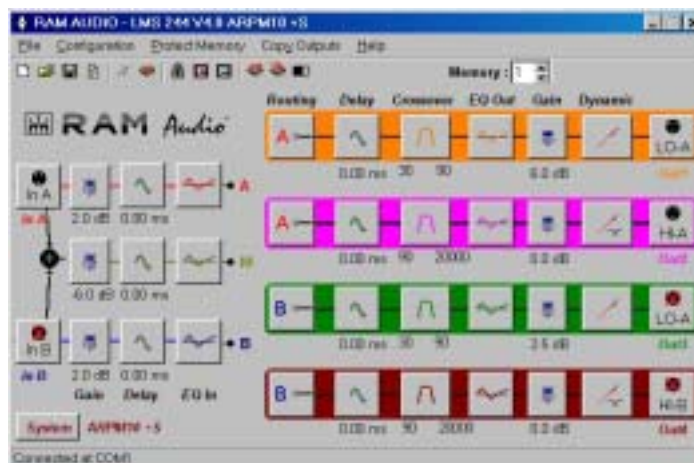 RAM AUDIO - LMS 244 V4.0 ARPM10 +S
File Configuration Protect Memory Copy Outputs Help
Memory : 1
Routing Delay Crossover EQ Out Gain Dynamic
RAM Audio
A LO-A
0.00 ms 30 90 6.0 dB
In A A
In A 2.0 dB 0.00 ms
A HI-A
0.00 ms 90 20000 0.0 dB
M
-6.0 dB 0.00 ms
B LO-A
0.00 ms 30 90 2.5 dB
In B B
In B 2.0 dB 0.00 ms
Gain Delay EQ In
B HI-B
0.00 ms 90 20000 0.0 dB
System ARPM10 +S
Connected at COM1